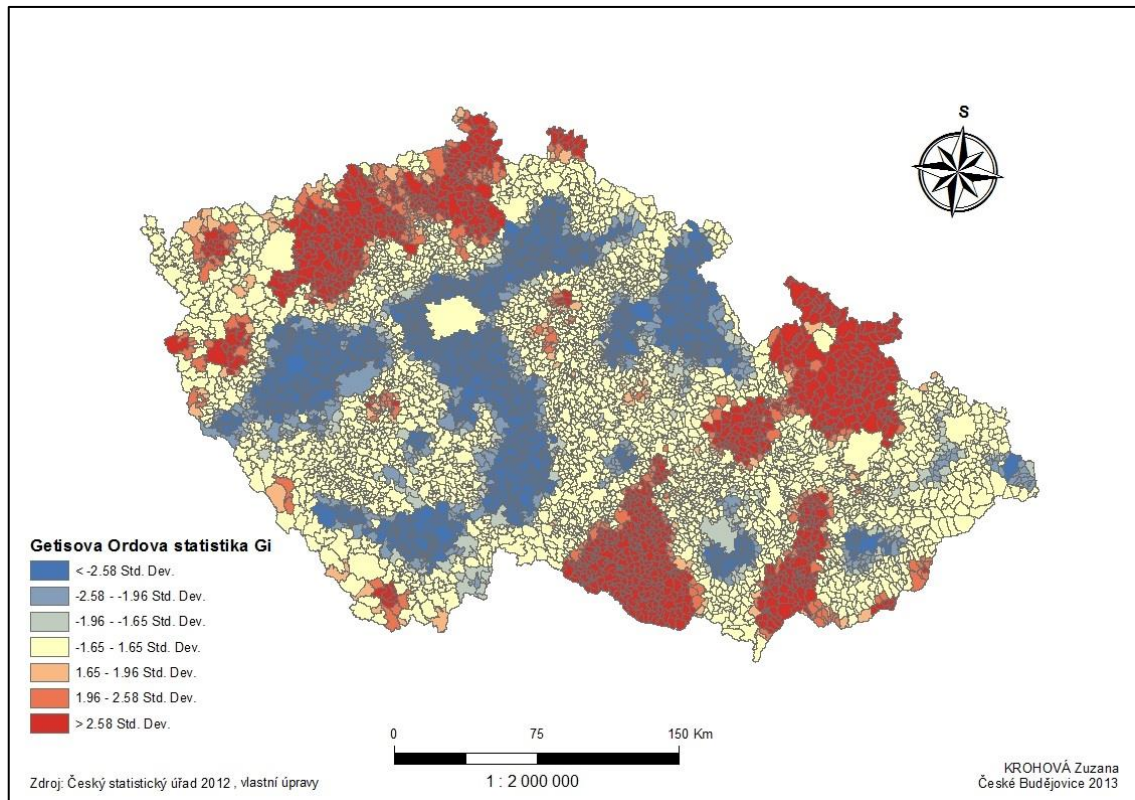 S
Getisova Ordova statistika Gi
< -2.58 Std. Dev.
-2.58 - -1.96 Std. Dev.
-1.96 - -1.65 Std. Dev.
-1.65 - 1.65 Std. Dev.
1.65 - 1.96 Std. Dev.
1.96 - 2.58 Std. Dev.
> 2.58 Std. Dev.
0 75 150 Km
1 : 2 000 000
Zdroj: Český statistický úřad 2012 , vlastní úpravy
KROHOVÁ Zuzana
České Budějovice 2013